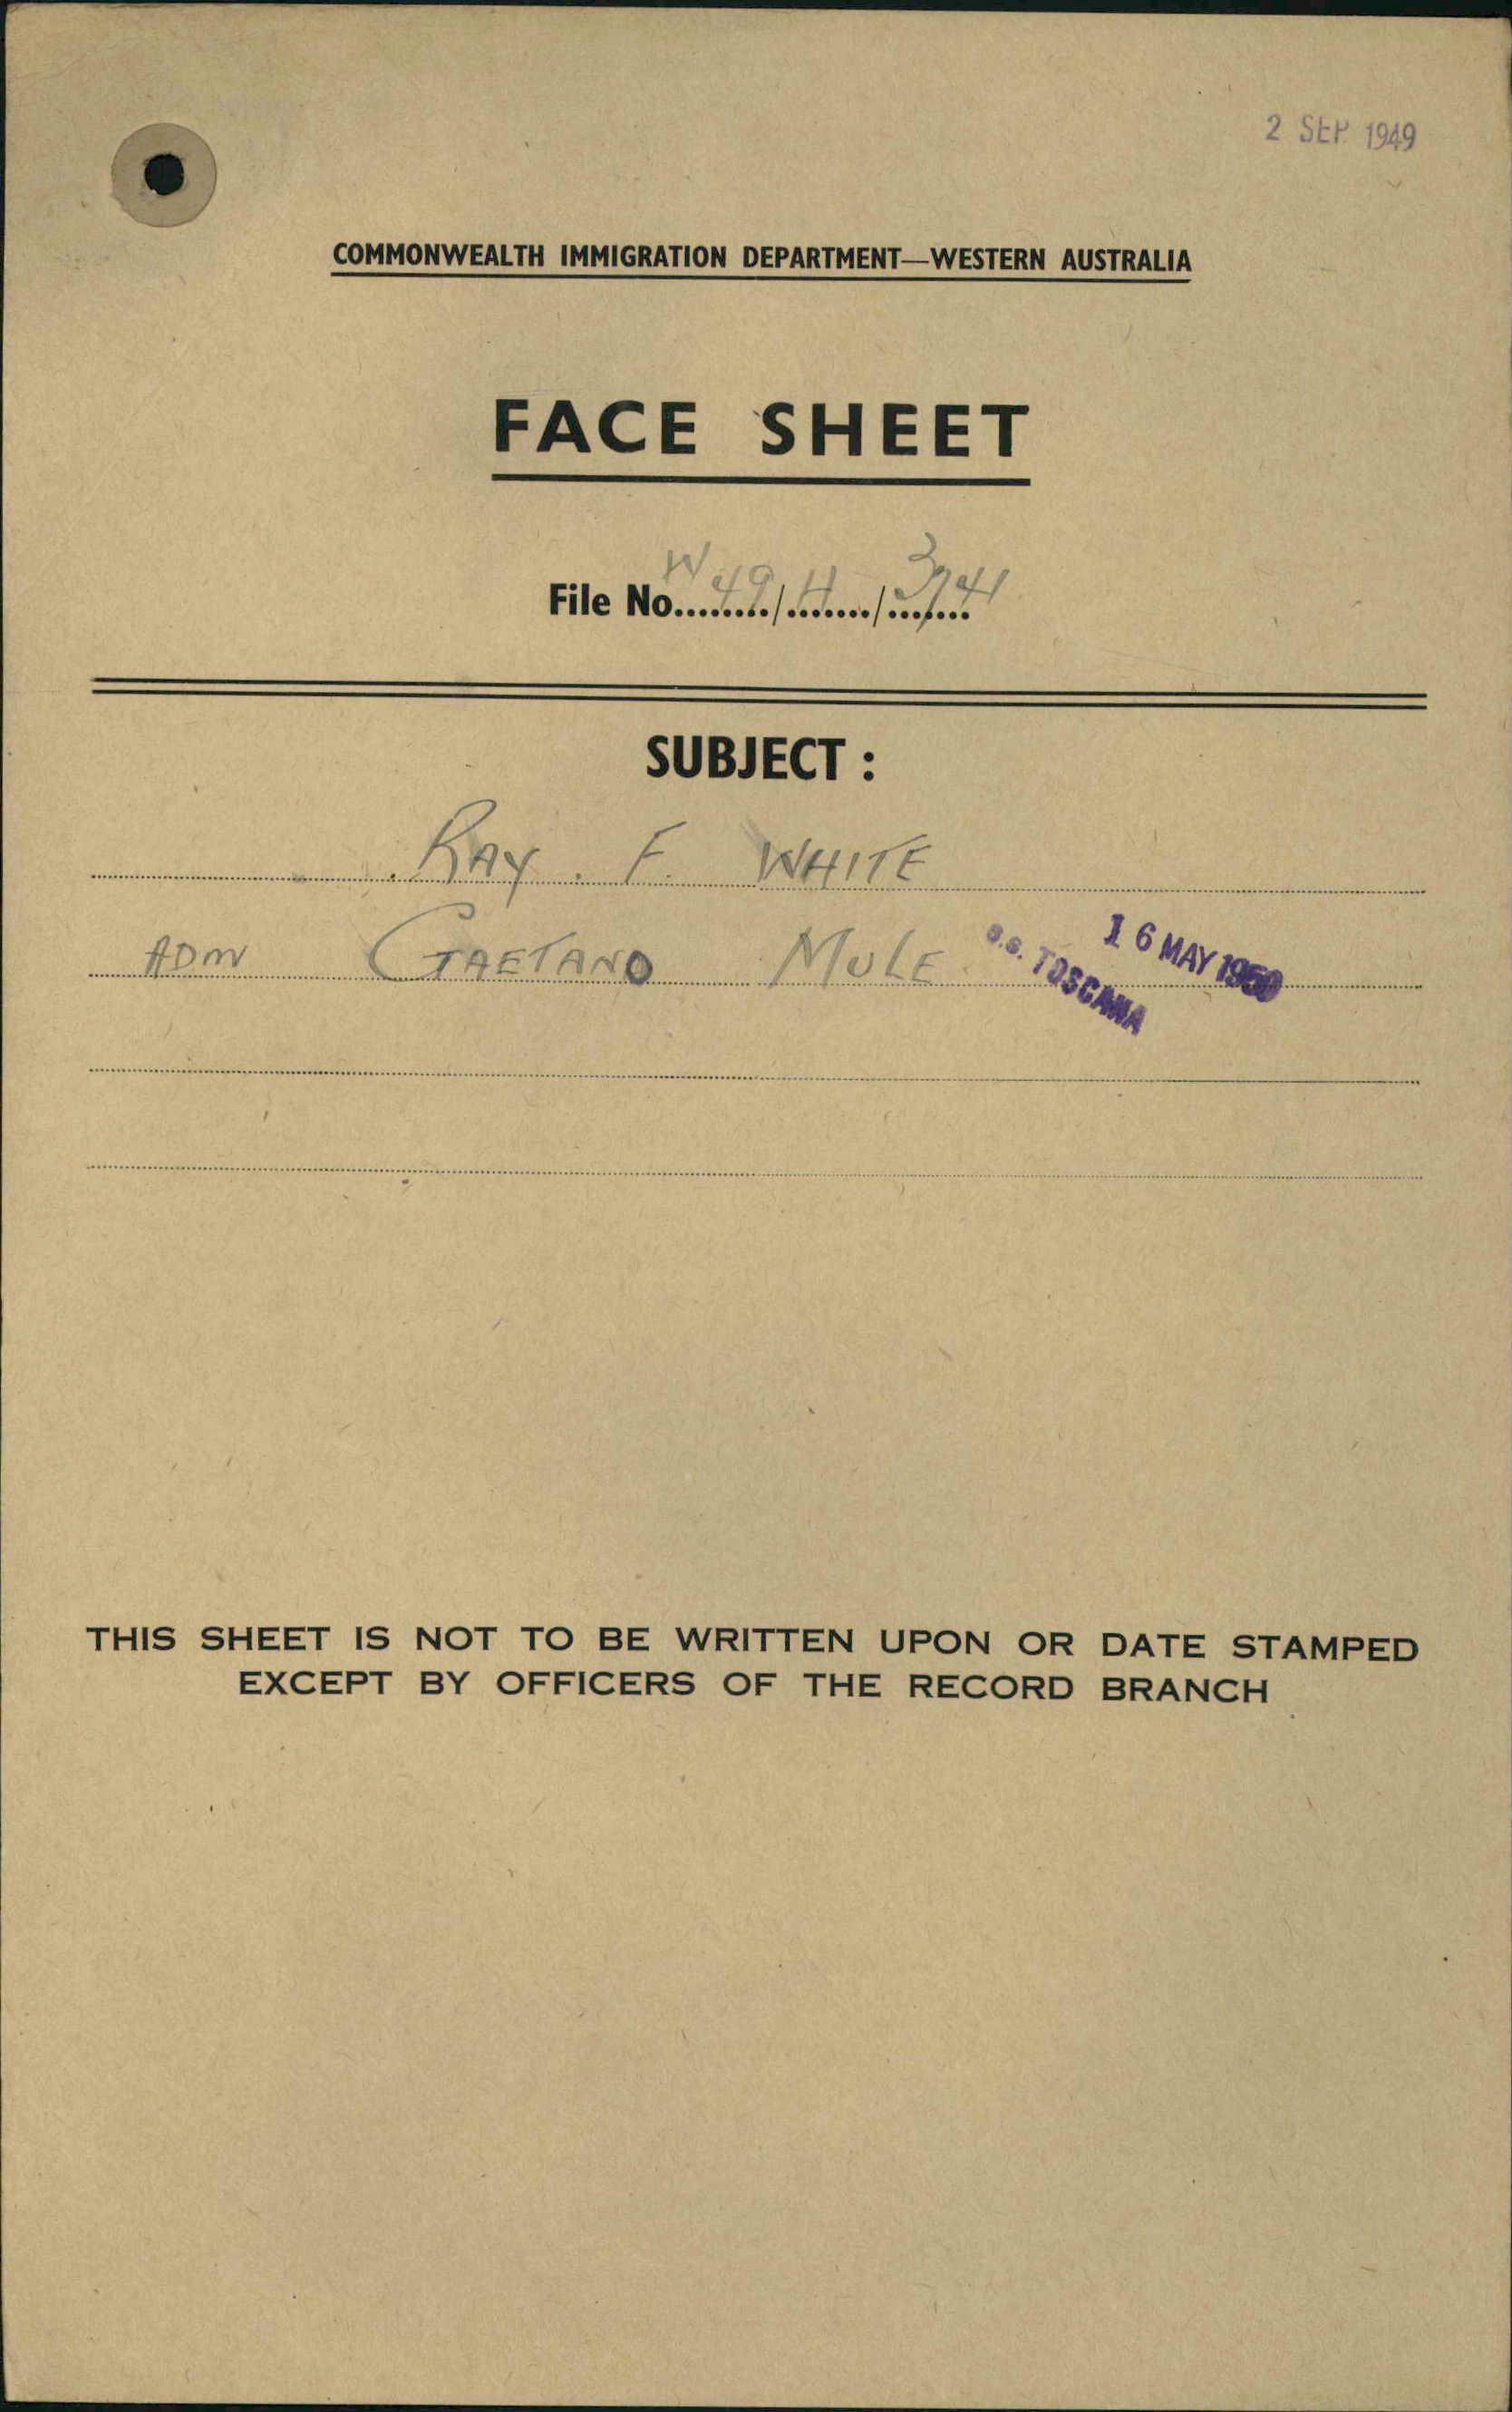 2 SEP 1949
COMMONWEALTH IMMIGRATION DEPARTMENT—WESTERN AUSTRALIA
FACE SHEET
File No. W49/4/3741
SUBJECT :
RAY. F. WHITE
ADM GAETANO MULE S.S. TOSCANA 16 MAY 1950
THIS SHEET IS NOT TO BE WRITTEN UPON OR DATE STAMPED
EXCEPT BY OFFICERS OF THE RECORD BRANCH